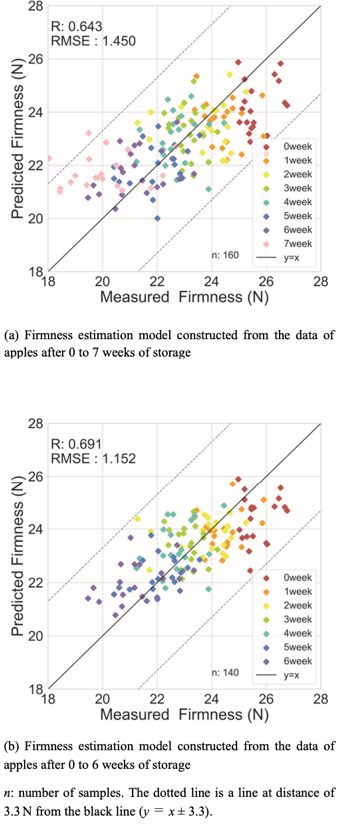 28
R: 0.643
RMSE : 1.450
26
24
22
20
18
Predicted Firmness (N)
0week
1week
2week
3week
4week
5week
6week
7week
y=x
n: 160
18 20 22 24 26 28
Measured Firmness (N)
(a) Firmness estimation model constructed from the data of
apples after 0 to 7 weeks of storage
28
R: 0.691
RMSE : 1.152
26
24
22
20
18
Predicted Firmness (N)
0week
1week
2week
3week
4week
5week
6week
y=x
n: 140
18 20 22 24 26 28
Measured Firmness (N)
(b) Firmness estimation model constructed from the data of
apples after 0 to 6 weeks of storage
n: number of samples. The dotted line is a line at distance of
3.3 N from the black line (y = x ± 3.3).